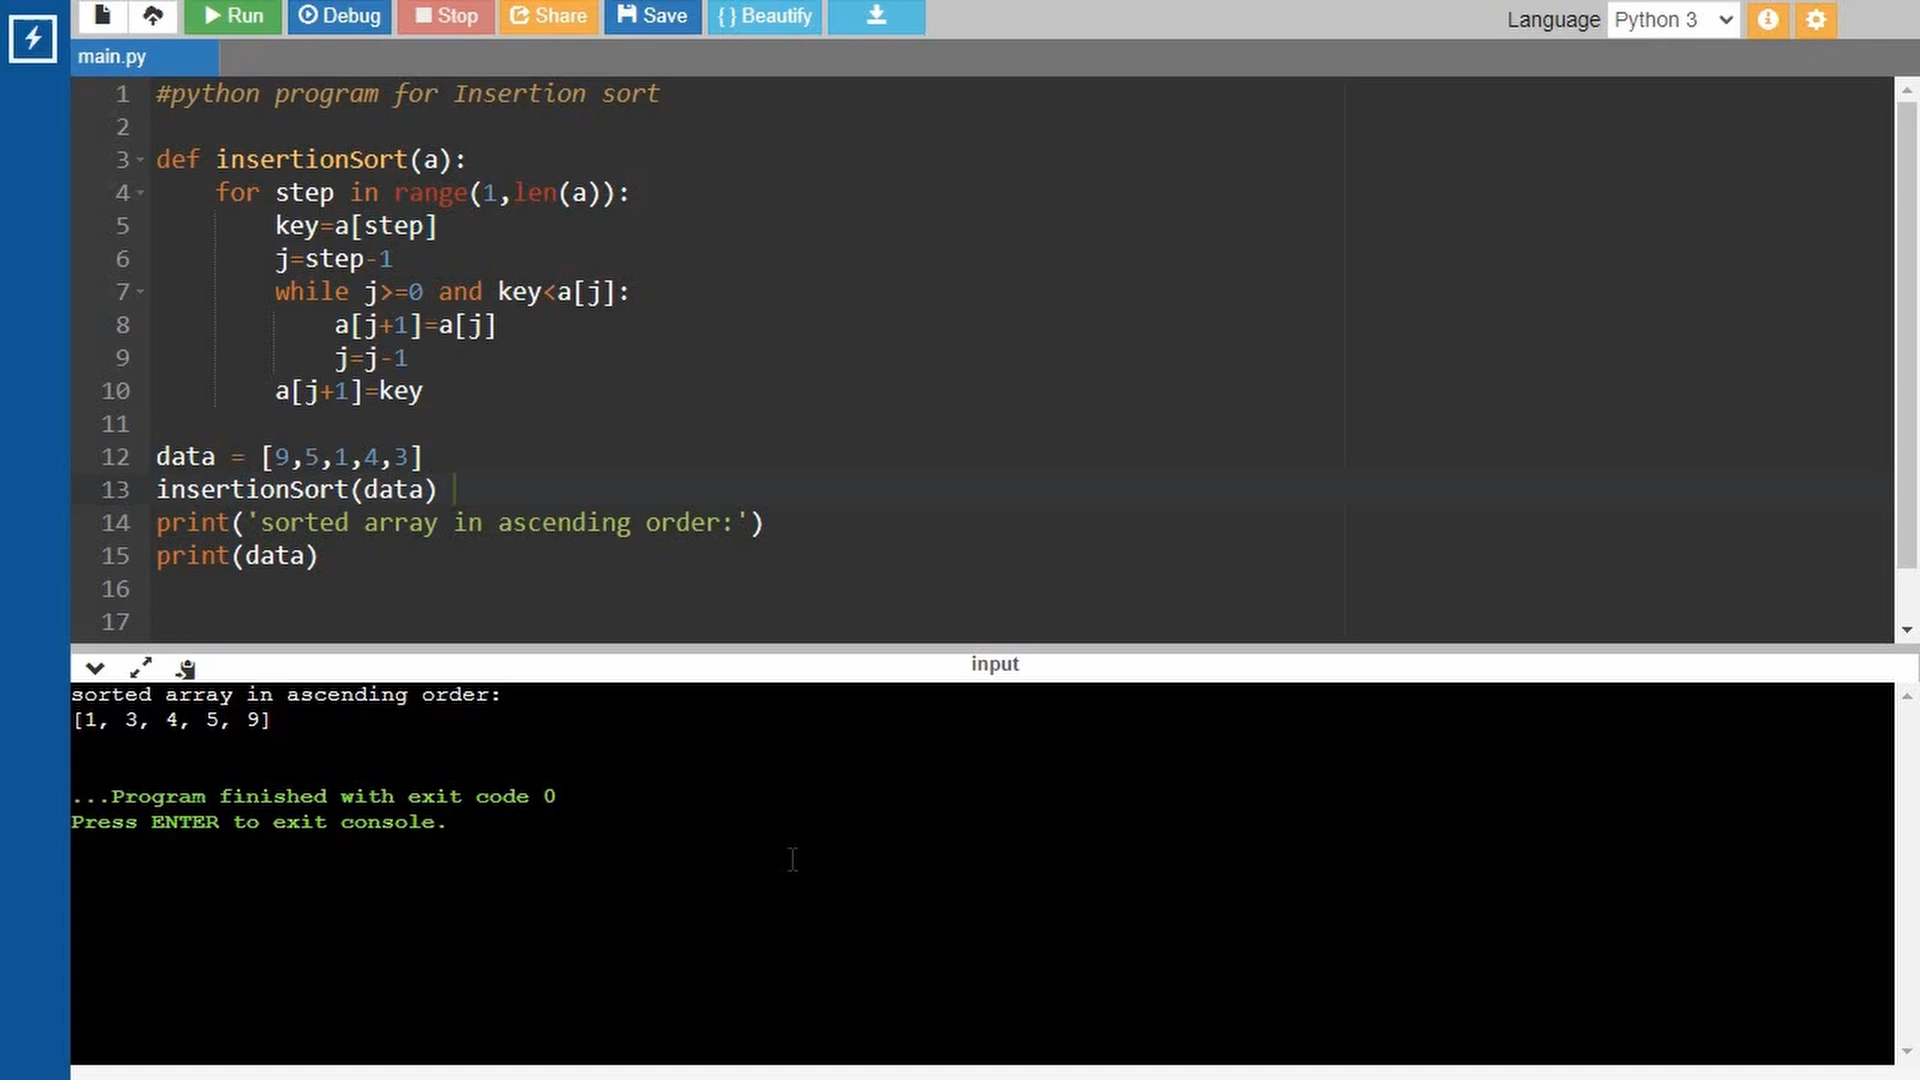 Run Debug Stop Share Save { } Beautify Language Python 3
main.py
1 #python program for Insertion sort
2
3 def insertionSort(a):
4     for step in range(1,len(a)):
5         key=a[step]
6         j=step-1
7         while j>=0 and key<a[j]:
8             a[j+1]=a[j]
9             j=j-1
10         a[j+1]=key
11
12 data = [9,5,1,4,3]
13 insertionSort(data)
14 print('sorted array in ascending order:')
15 print(data)
16
17
input
sorted array in ascending order:
[1, 3, 4, 5, 9]
...Program finished with exit code 0
Press ENTER to exit console.